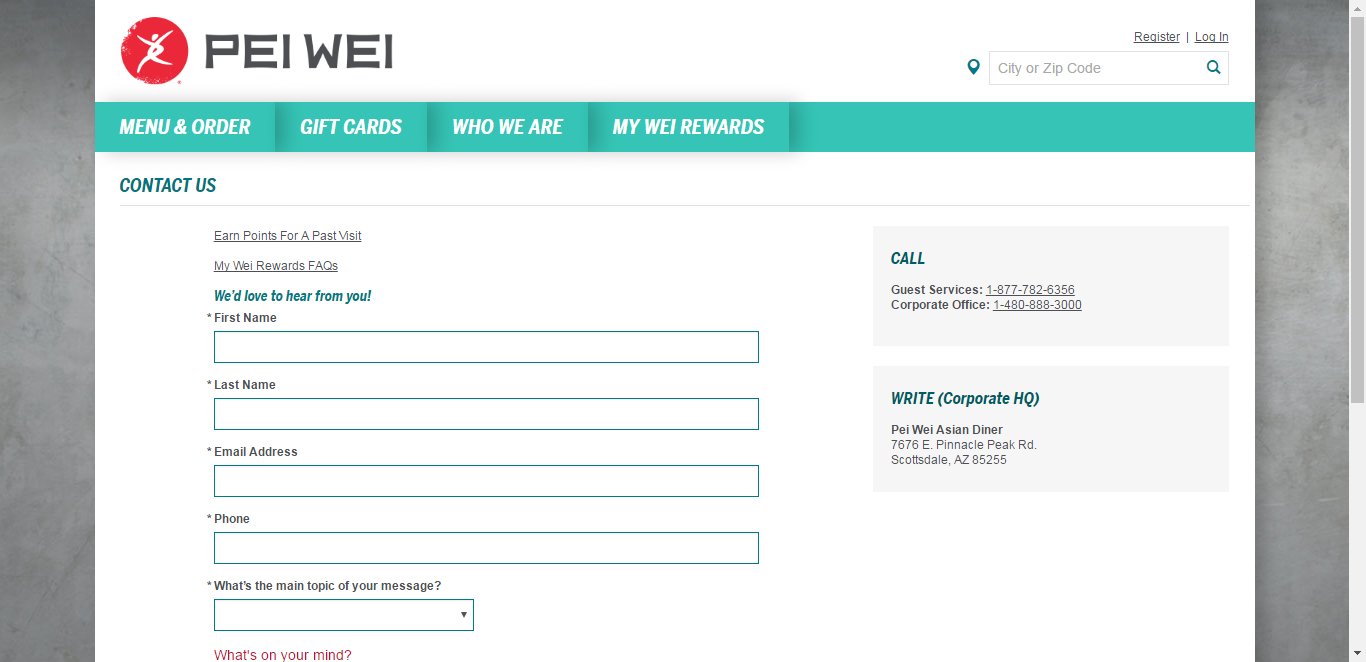 PEI WEI
Register | Log In
City or Zip Code
MENU & ORDER GIFT CARDS WHO WE ARE MY WEI REWARDS
CONTACT US
Earn Points For A Past Visit
My Wei Rewards FAQs
We'd love to hear from you!
* First Name
* Last Name
* Email Address
* Phone
* What's the main topic of your message?
What's on your mind?
CALL
Guest Services: 1-877-782-6356
Corporate Office: 1-480-888-3000
WRITE (Corporate HQ)
Pei Wei Asian Diner
7676 E. Pinnacle Peak Rd.
Scottsdale, AZ 85255